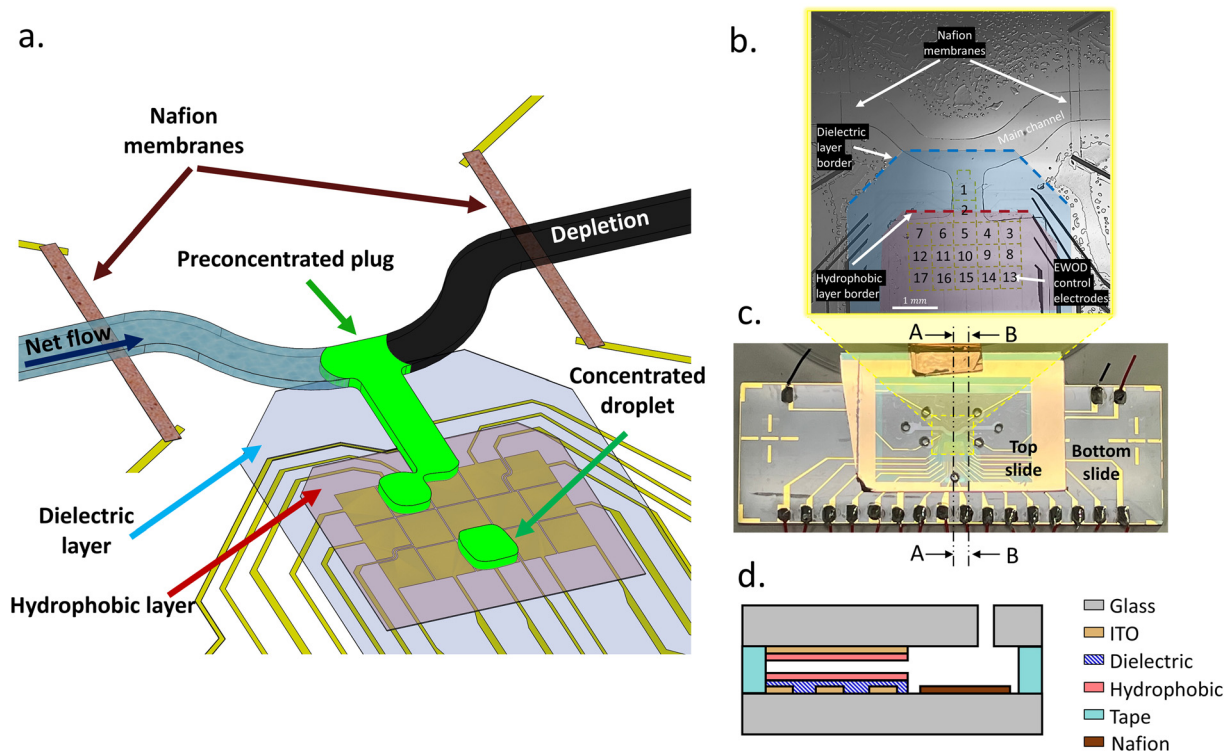 a.
Nafion
membranes
Depletion
Preconcentrated plug
Net flow
Concentrated
droplet
Dielectric
layer
Hydrophobic layer
b.
Nafion
membranes
Main channel
Dielectric
layer
border
1
2
7 6 5 4 3
12 11 10 9 8
17 16 15 14 13
Hydrophobic
layer border
EWOD
control
electrodes
1 mm
c.
A B
Top
slide
Bottom
slide
A B
d.
Glass
ITO
Dielectric
Hydrophobic
Tape
Nafion